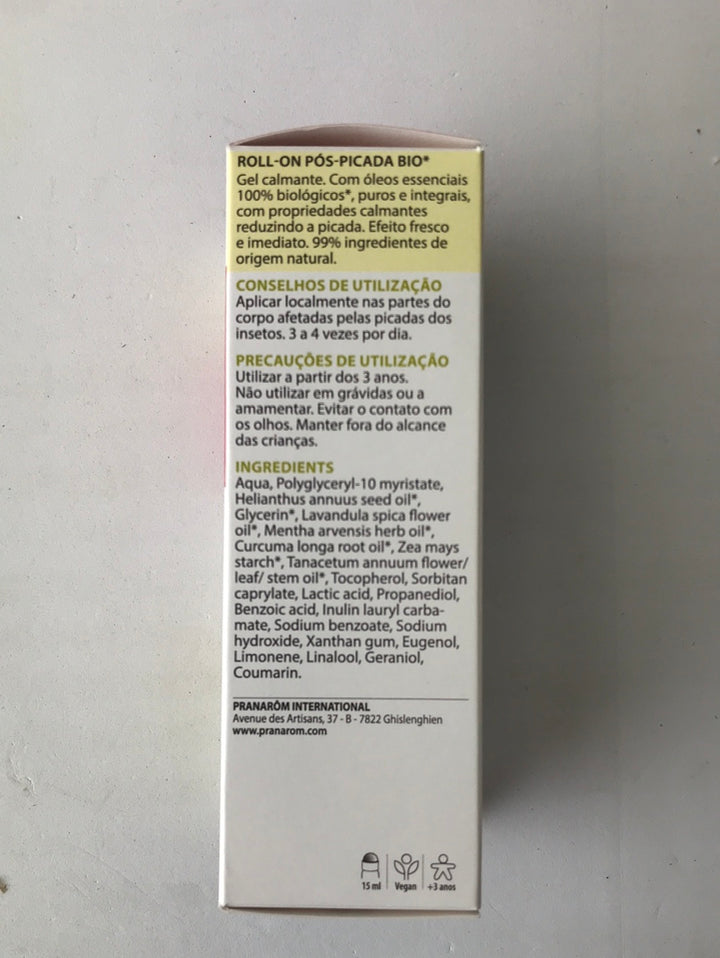 ROLL-ON PÓS-PICADA BIO*
Gel calmante. Com óleos essenciais
100% biológicos*, puros e integrais,
com propriedades calmantes
reduzindo a picada. Efeito fresco
e imediato. 99% ingredientes de
origem natural.
CONSELHOS DE UTILIZAÇÃO
Aplicar localmente nas partes do
corpo afetadas pelas picadas dos
insetos. 3 a 4 vezes por dia.
PRECAUÇÕES DE UTILIZAÇÃO
Utilizar a partir dos 3 anos.
Não utilizar em grávidas ou a
amamentar. Evitar o contato com
os olhos. Manter fora do alcance
das crianças.
INGREDIENTS
Aqua, Polyglyceryl-10 myristate,
Helianthus annuus seed oil*,
Glycerin*, Lavandula spica flower
oil*, Mentha arvensis herb oil*,
Curcuma longa root oil*, Zea mays
starch*, Tanacetum annuum flower/
leaf/ stem oil*, Tocopherol, Sorbitan
caprylate, Lactic acid, Propanediol,
Benzoic acid, Inulin lauryl carba-
mate, Sodium benzoate, Sodium
hydroxide, Xanthan gum, Eugenol,
Limonene, Linalool, Geraniol,
Coumarin.
PRANARÔM INTERNATIONAL
Avenue des Artisans, 37 - B - 7822 Ghislenghien
www.pranarom.com
15 ml Vegan +3 anos